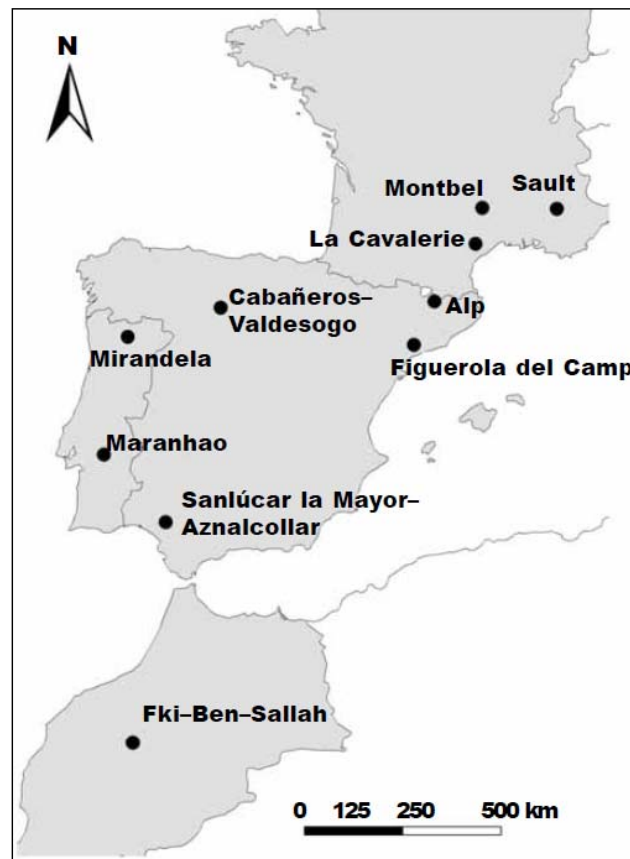 N
Montbel
Sault
La Cavalerie
Cabañeros–
Valdesogo
Alp
Mirandela
Figuerola del Camp
Maranhao
Sanlúcar la Mayor–
Aznalcollar
Fki–Ben–Sallah
0 125 250 500 km